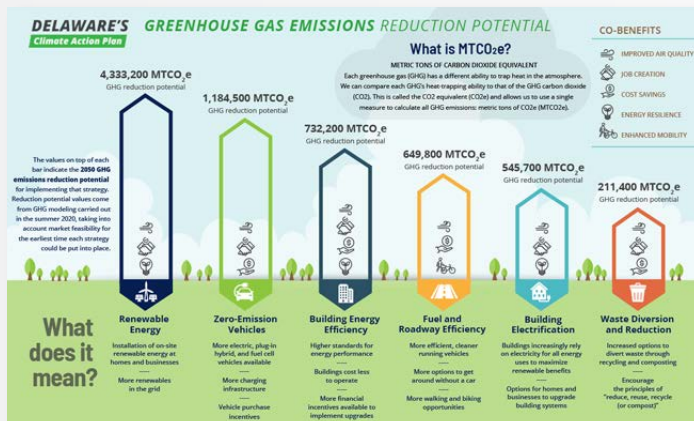 DELAWARE'S
Climate Action Plan
GREENHOUSE GAS EMISSIONS REDUCTION POTENTIAL
What is MTCO₂e?
METRIC TONS OF CARBON DIOXIDE EQUIVALENT
Each greenhouse gas (GHG) has a different ability to trap heat in the atmosphere.
We can compare each GHG's heat-trapping ability to that of the GHG carbon dioxide
(CO2). This is called the CO2 equivalent (CO2e) and allows us to use a single
measure to calculate all GHG emissions: metric tons of CO2e (MTCO2e).
CO-BENEFITS
IMPROVED AIR QUALITY
JOB CREATION
COST SAVINGS
ENERGY RESILIENCE
ENHANCED MOBILITY
The values on top of each
bar indicate the 2050 GHG
emissions reduction potential
for implementing that strategy.
Reduction potential values come
from GHG modeling carried out
in the summer 2020, taking into
account market feasibility for
the earliest time each strategy
could be put into place.
4,333,200 MTCO₂e
GHG reduction potential
1,184,500 MTCO₂e
GHG reduction potential
732,200 MTCO₂e
GHG reduction potential
649,800 MTCO₂e
GHG reduction potential
545,700 MTCO₂e
GHG reduction potential
211,400 MTCO₂e
GHG reduction potential
What
does it
mean?
Renewable
Energy
Installation of on-site
renewable energy at
homes and businesses
More renewables
in the grid
Zero-Emission
Vehicles
More electric, plug-in
hybrid, and fuel cell
vehicles available
More charging
infrastructure
Vehicle purchase
incentives
Building Energy
Efficiency
Higher standards for
energy performance
Buildings cost less
to operate
More financial
incentives available to
implement upgrades
Fuel and
Roadway Efficiency
More efficient, cleaner
running vehicles
More options to get
around without a car
More walking and biking
opportunities
Building
Electrification
Buildings increasingly rely
on electricity for all energy
uses to maximize
renewable benefits
Options for homes and
businesses to upgrade
building systems
Waste Diversion
and Reduction
Increased options to
divert waste through
recycling and composting
Encourage
the principles of
"reduce, reuse, recycle
(or compost)"